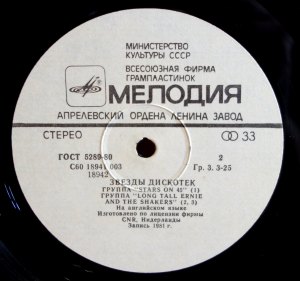 МИНИСТЕРСТВО
КУЛЬТУРЫ СССР
ВСЕСОЮЗНАЯ ФИРМА
ГРАМПЛАСТИНОК
МЕЛОДИЯ
АПРЕЛЕВСКИЙ ОРДЕНА ЛЕНИНА ЗАВОД
СТЕРЕО
33
ГОСТ 5289-80
2
С60 18941 003
Гр. 3. 3-25
18942
ЗВЕЗДЫ ДИСКОТЕК
ГРУППА "STARS ON 45" (1)
ГРУППА "LONG TALL ERNIE
AND THE SHAKERS" (2, 3)
На английском языке
Изготовлено по лицензии фирмы
CNR, Нидерланды
Запись 1981 г.